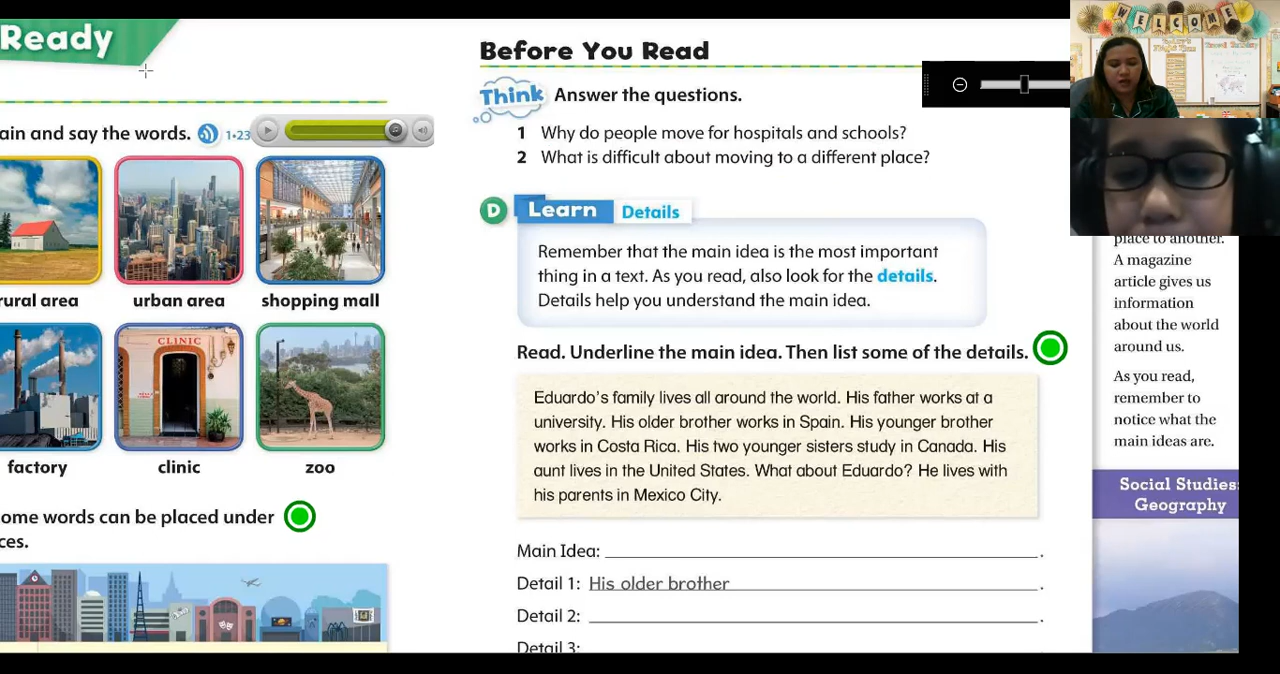 Ready
ain and say the words. 1•23
rural area
urban area
shopping mall
CLINIC
factory
clinic
zoo
ome words can be placed under
ces.
Before You Read
Think Answer the questions.
1 Why do people move for hospitals and schools?
2 What is difficult about moving to a different place?
D Learn Details
Remember that the main idea is the most important
thing in a text. As you read, also look for the details.
Details help you understand the main idea.
Read. Underline the main idea. Then list some of the details.
Eduardo's family lives all around the world. His father works at a
university. His older brother works in Spain. His younger brother
works in Costa Rica. His two younger sisters study in Canada. His
aunt lives in the United States. What about Eduardo? He lives with
his parents in Mexico City.
Main Idea: .
Detail 1: His older brother .
Detail 2: .
Detail 3:
WELCOME
place to another.
A magazine
article gives us
information
about the world
around us.
As you read,
remember to
notice what the
main ideas are.
Social Studies:
Geography